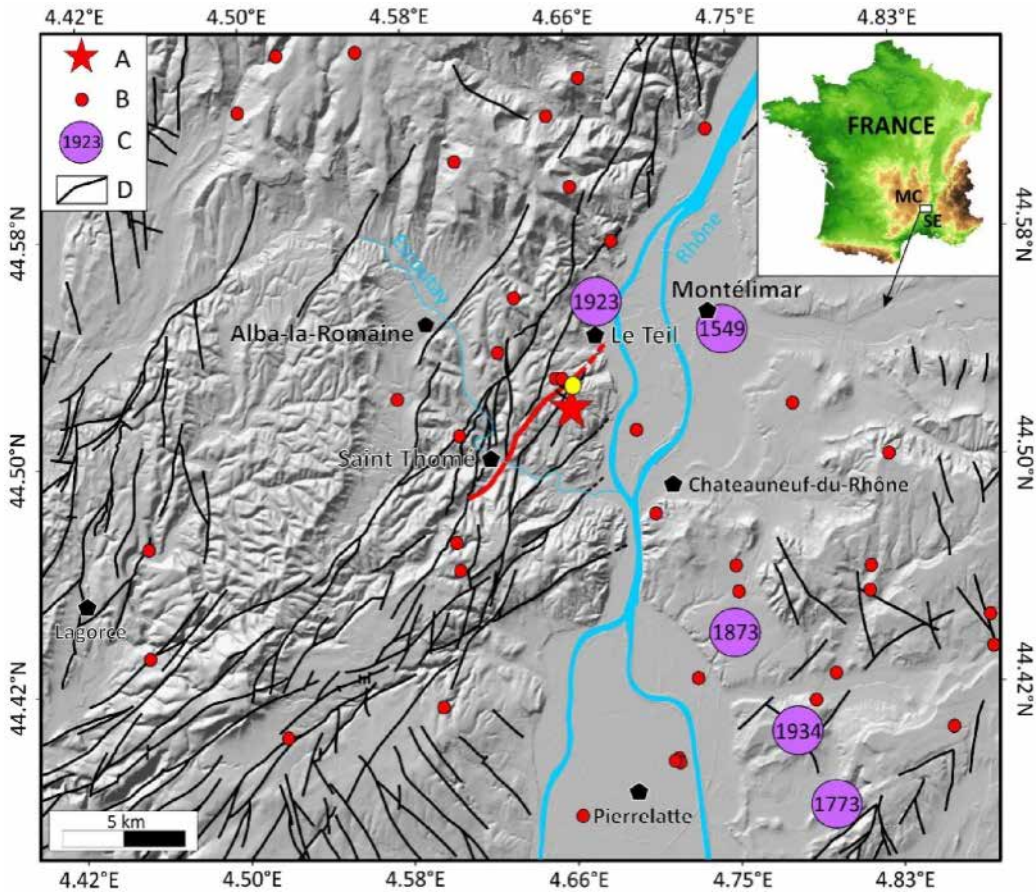 4.42°E 4.50°E 4.58°E 4.66°E 4.75°E 4.83°E
A
B
1923 C
D
FRANCE
MC
SE
44.58°N
44.58°N
Escoutay
Rhône
1923
Montélimar
1549
Alba-la-Romaine
Le Teil
44.50°N
44.50°N
Saint Thomé
Chateauneuf-du-Rhône
Lagorce
1873
44.42°N
44.42°N
1934
1773
Pierrelatte
5 km
4.42°E 4.50°E 4.58°E 4.66°E 4.75°E 4.83°E